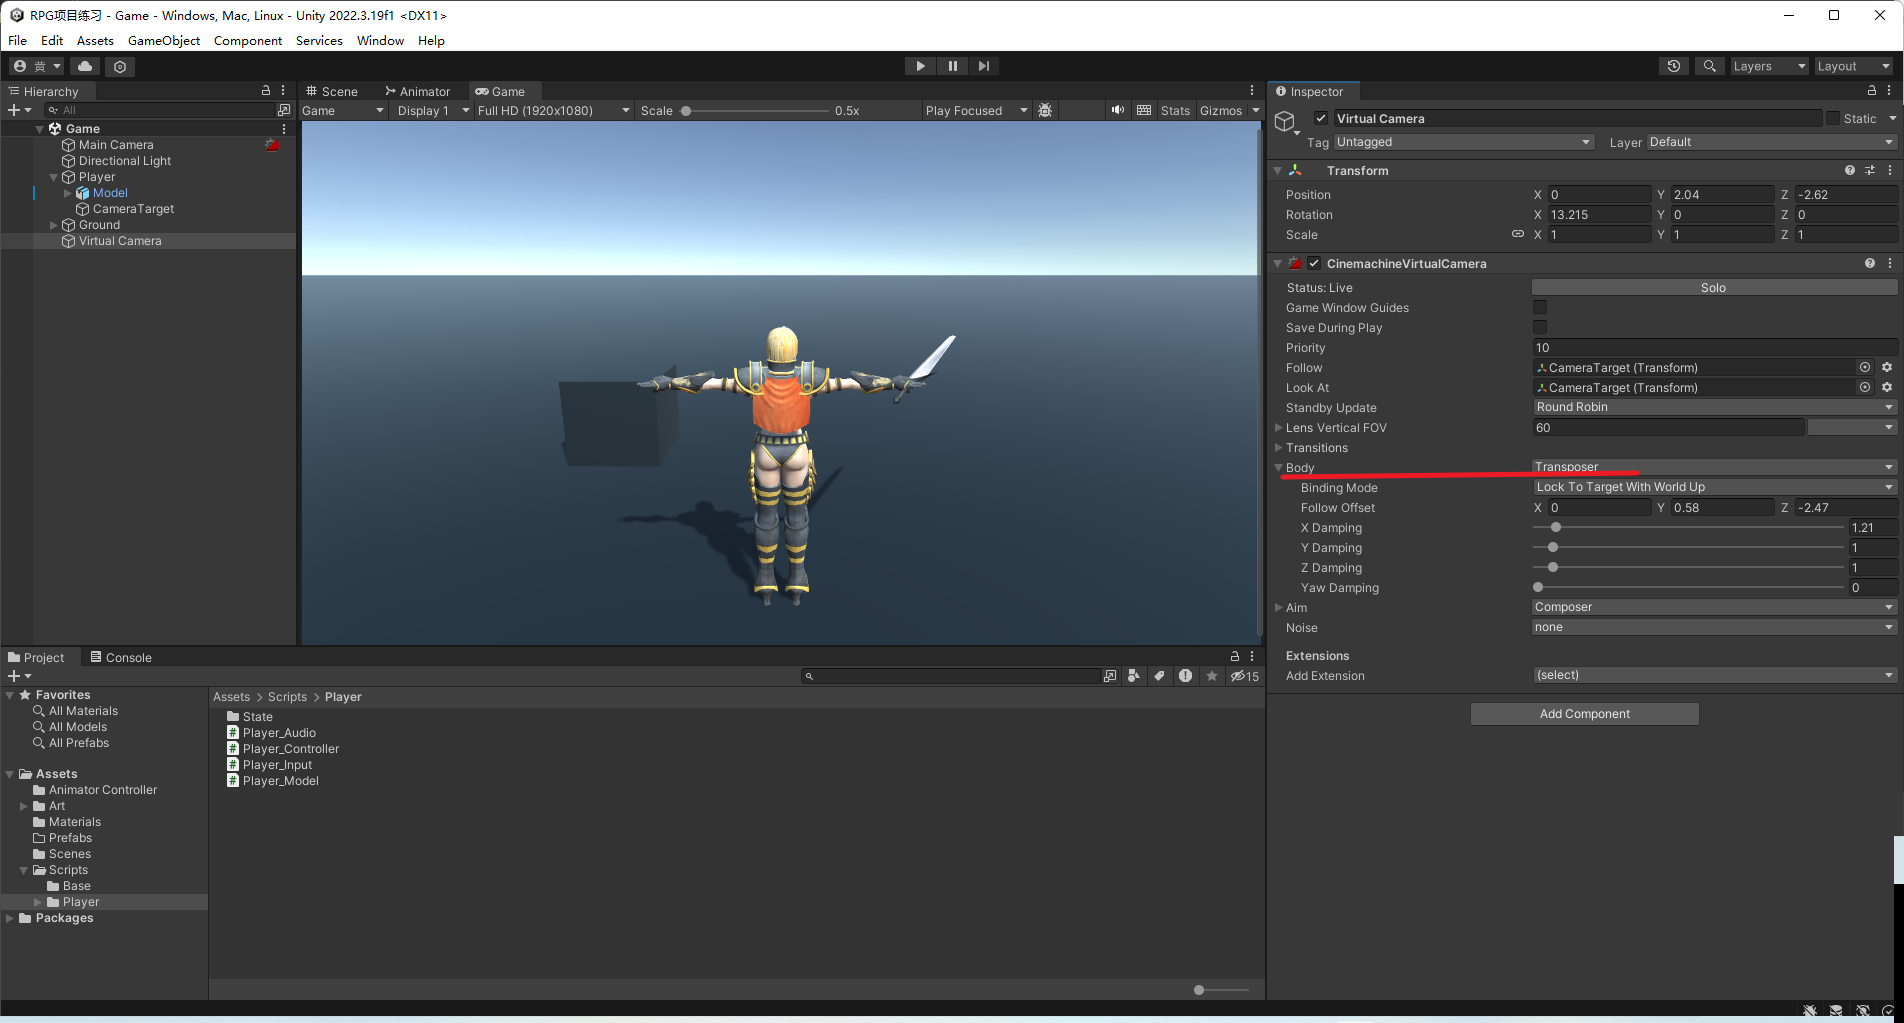 RPG项目练习 - Game - Windows, Mac, Linux - Unity 2022.3.19f1 <DX11>
File Edit Assets GameObject Component Services Window Help
黄
Layers Layout
Hierarchy
All
Game
Main Camera
Directional Light
Player
Model
CameraTarget
Ground
Virtual Camera
Scene Animator Game
Game Display 1 Full HD (1920x1080) Scale 0.5x Play Focused Stats Gizmos
Inspector
Virtual Camera Static
Tag Untagged Layer Default
Transform
Position X 0 Y 2.04 Z -2.62
Rotation X 13.215 Y 0 Z 0
Scale X 1 Y 1 Z 1
CinemachineVirtualCamera
Status: Live Solo
Game Window Guides
Save During Play
Priority 10
Follow CameraTarget (Transform)
Look At CameraTarget (Transform)
Standby Update Round Robin
Lens Vertical FOV 60
Transitions
Body Transposer
Binding Mode Lock To Target With World Up
Follow Offset X 0 Y 0.58 Z -2.47
X Damping 1.21
Y Damping 1
Z Damping 1
Yaw Damping 0
Aim Composer
Noise none
Extensions
Add Extension (select)
Add Component
Project Console
15
Favorites
All Materials
All Models
All Prefabs
Assets
Animator Controller
Art
Materials
Prefabs
Scenes
Scripts
Base
Player
Packages
Assets > Scripts > Player
State
Player_Audio
Player_Controller
Player_Input
Player_Model